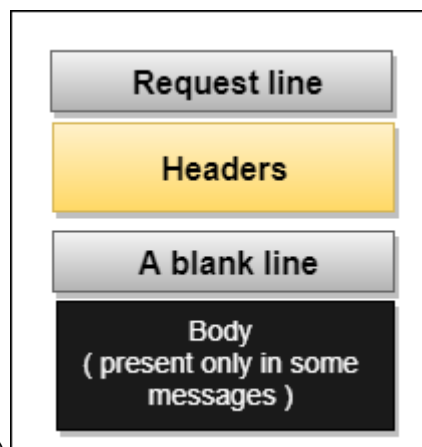 Request line
Headers
A blank line
Body
( present only in some
messages )